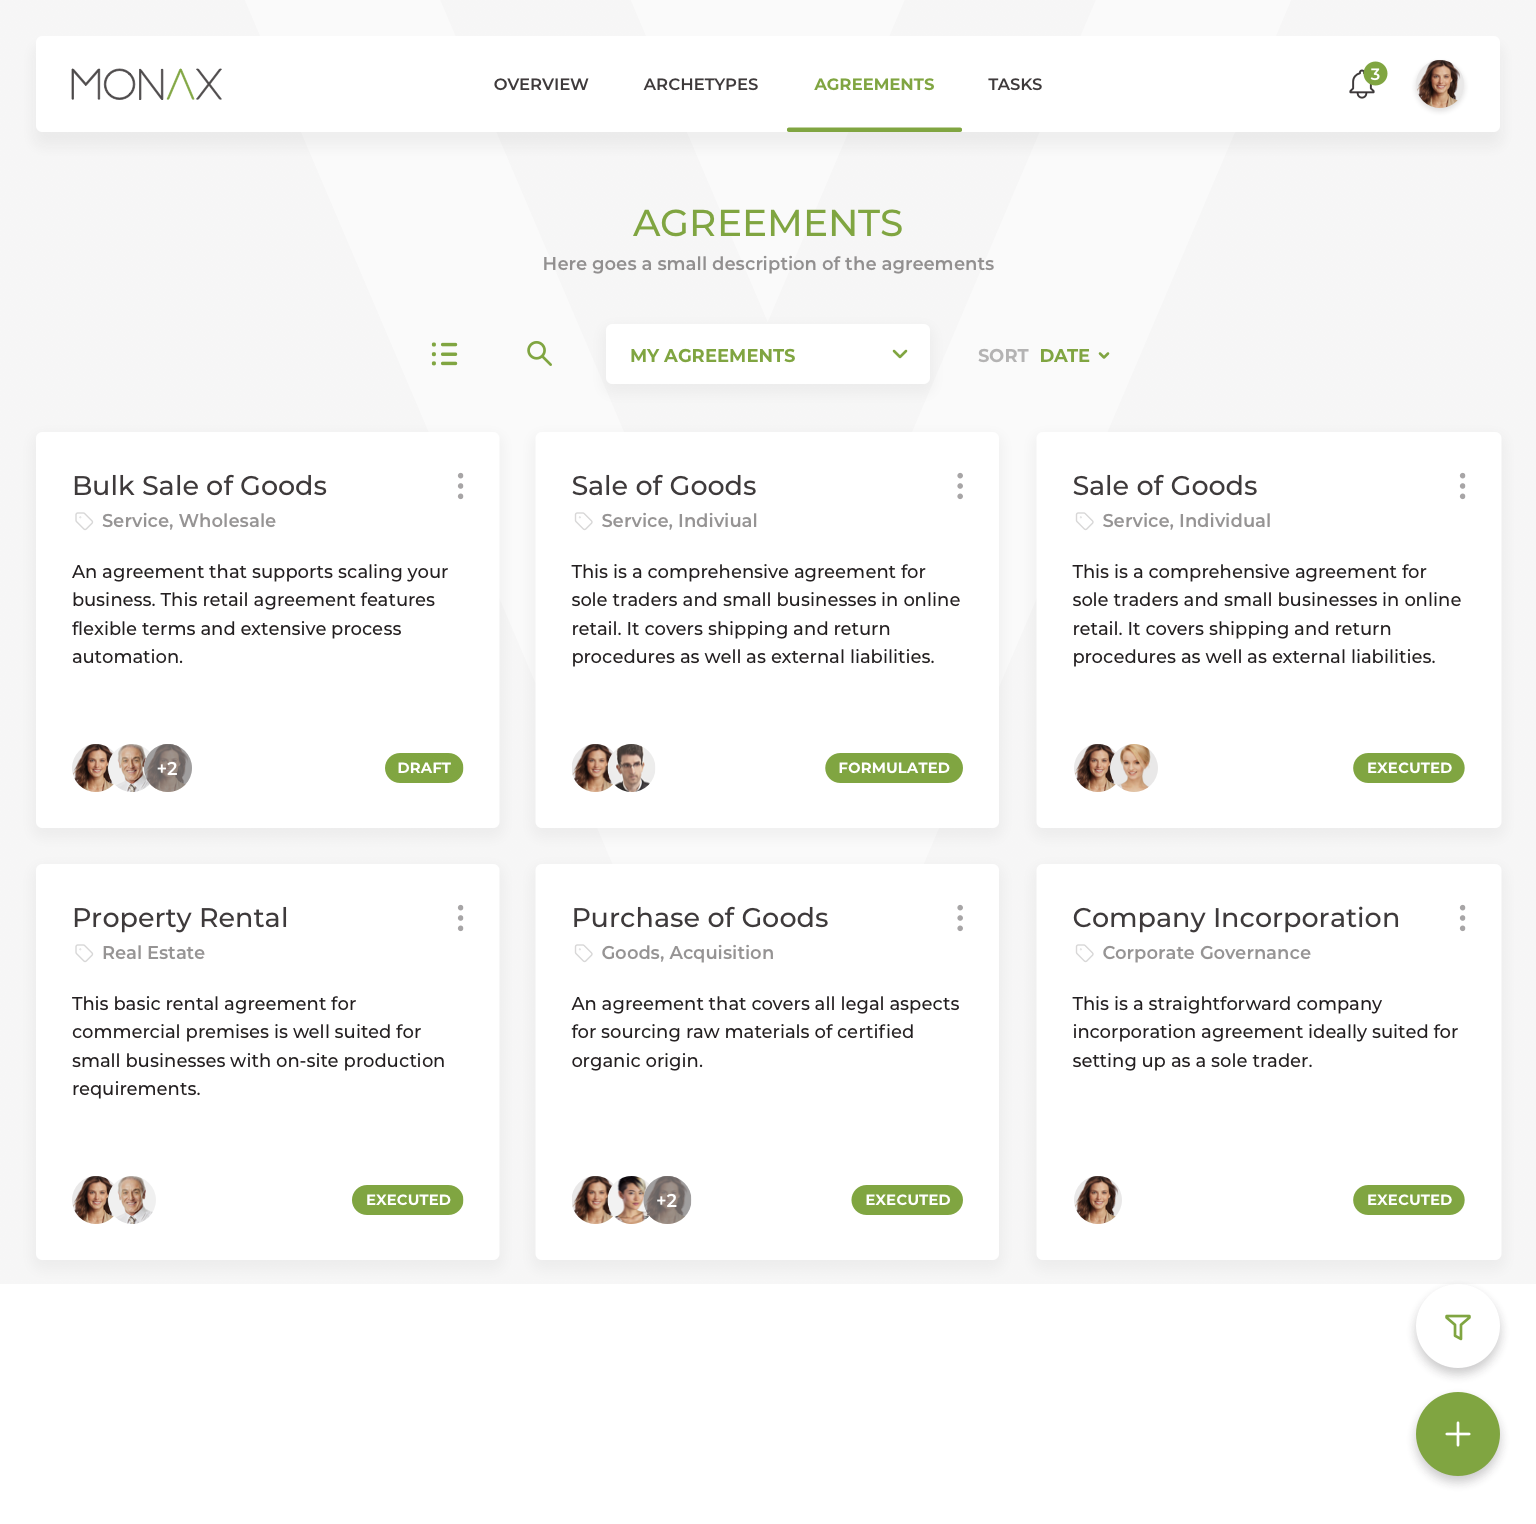 MONAX
OVERVIEW
ARCHETYPES
AGREEMENTS
TASKS
3
AGREEMENTS
Here goes a small description of the agreements
MY AGREEMENTS
SORT DATE
Bulk Sale of Goods
Service, Wholesale
An agreement that supports scaling your
business. This retail agreement features
flexible terms and extensive process
automation.
+2
DRAFT
Sale of Goods
Service, Indiviual
This is a comprehensive agreement for
sole traders and small businesses in online
retail. It covers shipping and return
procedures as well as external liabilities.
FORMULATED
Sale of Goods
Service, Individual
This is a comprehensive agreement for
sole traders and small businesses in online
retail. It covers shipping and return
procedures as well as external liabilities.
EXECUTED
Property Rental
Real Estate
This basic rental agreement for
commercial premises is well suited for
small businesses with on-site production
requirements.
EXECUTED
Purchase of Goods
Goods, Acquisition
An agreement that covers all legal aspects
for sourcing raw materials of certified
organic origin.
+2
EXECUTED
Company Incorporation
Corporate Governance
This is a straightforward company
incorporation agreement ideally suited for
setting up as a sole trader.
EXECUTED